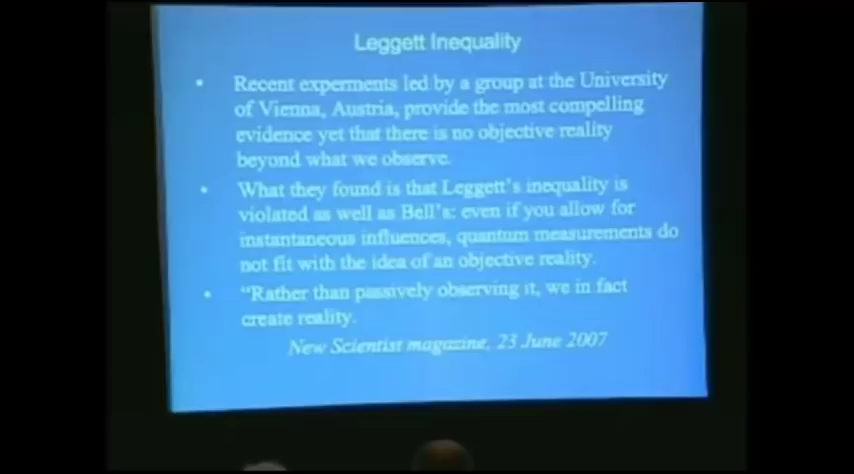 Leggett Inequality
• Recent experments led by a group at the University
of Vienna, Austria, provide the most compelling
evidence yet that there is no objective reality
beyond what we observe.
• What they found is that Leggett's inequality is
violated as well as Bell's: even if you allow for
instantaneous influences, quantum measurements do
not fit with the idea of an objective reality.
• “Rather than passively observing it, we in fact
create reality.
New Scientist magazine, 23 June 2007